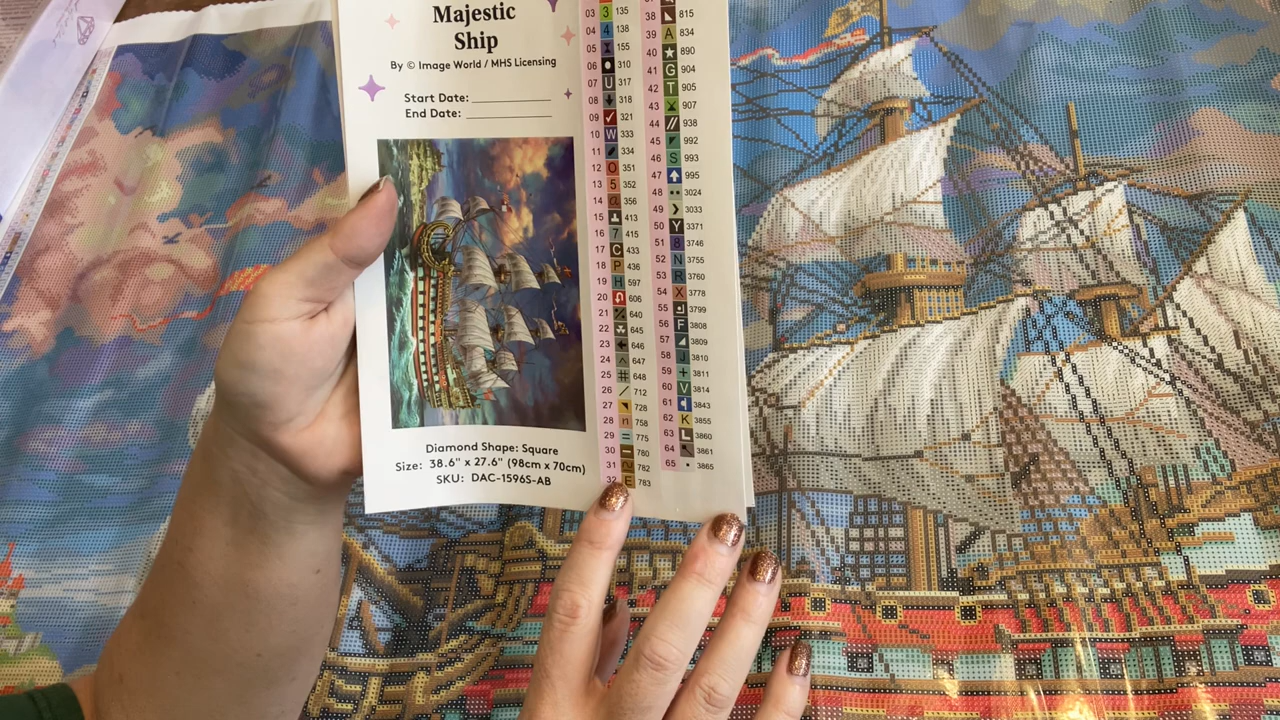 Majestic
Ship
By © Image World / MHS Licensing
Start Date:
End Date:
Diamond Shape: Square
Size: 38.6" x 27.6" (98cm x 70cm)
SKU: DAC-1596S-AB
03 3 135
04 4 138
05 155
06 310
07 U 317
08 318
09 321
10 W 333
11 334
12 O 351
13 5 352
14 a 356
15 413
16 7 415
17 C 433
18 P 436
19 H 597
20 606
21 640
22 645
23 646
24 647
25 # 648
26 / 712
27 728
28 n 758
29 = 775
30 780
31 782
32 E 783
38 815
39 A 834
40 ★ 890
41 G 904
42 T 905
43 907
44 // 938
45 992
46 S 993
47 995
48 3024
49 3033
50 Y 3371
51 8 3746
52 N 3755
53 R 3760
54 X 3778
55 3799
56 F 3808
57 3809
58 J 3810
59 + 3811
60 V 3814
61 3843
62 K 3855
63 L 3860
64 3861
65 3865